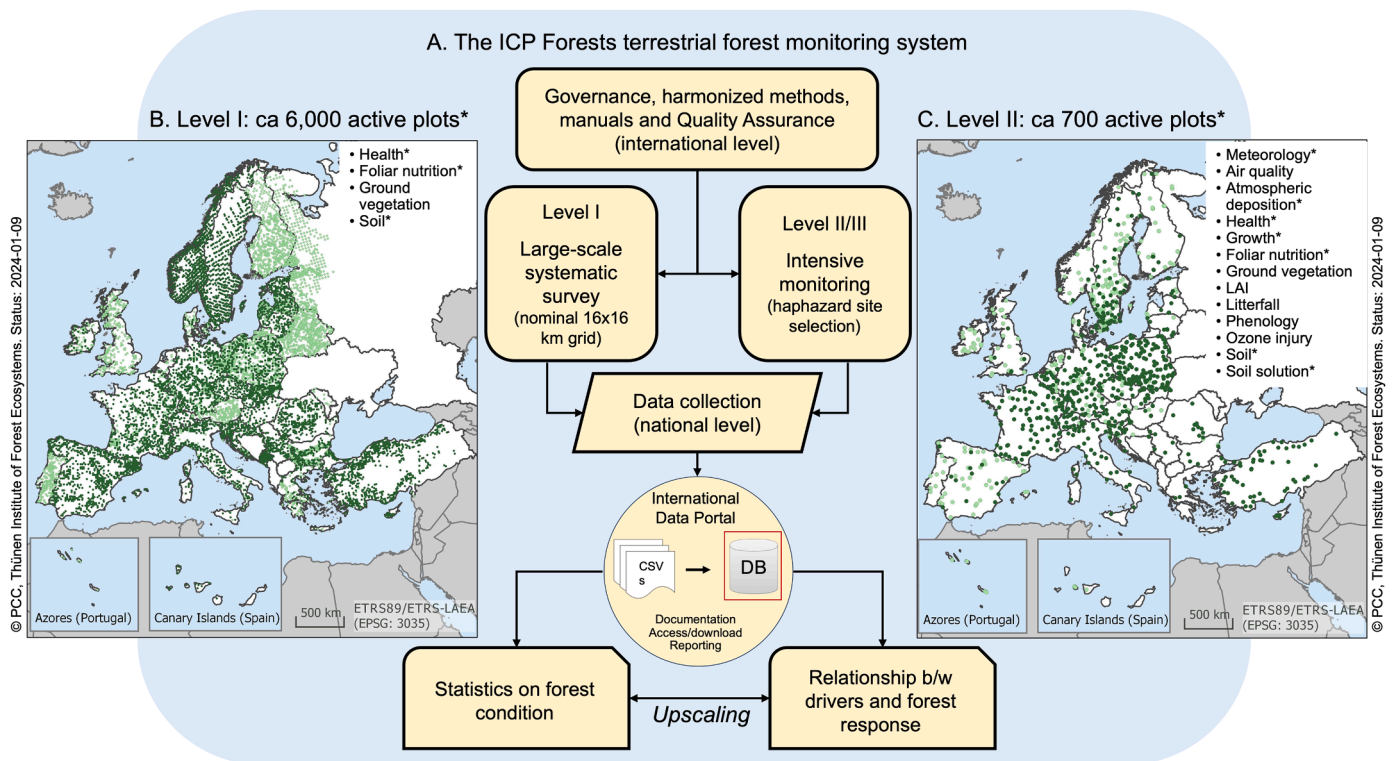 A. The ICP Forests terrestrial forest monitoring system
Governance, harmonized methods,
manuals and Quality Assurance
(international level)
B. Level I: ca 6,000 active plots*
• Health*
• Foliar nutrition*
• Ground
vegetation
• Soil*
© PCC, Thünen Institute of Forest Ecosystems. Status: 2024-01-09
Azores (Portugal)
Canary Islands (Spain)
500 km
ETRS89/ETRS-LAEA
(EPSG: 3035)
Level I
Large-scale
systematic
survey
(nominal 16x16
km grid)
Level II/III
Intensive
monitoring
(haphazard site
selection)
Data collection
(national level)
International
Data Portal
CSV
s
DB
Documentation
Access/download
Reporting
Statistics on forest
condition
Upscaling
Relationship b/w
drivers and forest
response
C. Level II: ca 700 active plots*
• Meteorology*
• Air quality
• Atmospheric
deposition*
• Health*
• Growth*
• Foliar nutrition*
• Ground vegetation
• LAI
• Litterfall
• Phenology
• Ozone injury
• Soil*
• Soil solution*
Azores (Portugal)
Canary Islands (Spain)
500 km
ETRS89/ETRS-LAEA
(EPSG: 3035)
© PCC, Thünen Institute of Forest Ecosystems. Status: 2024-01-09